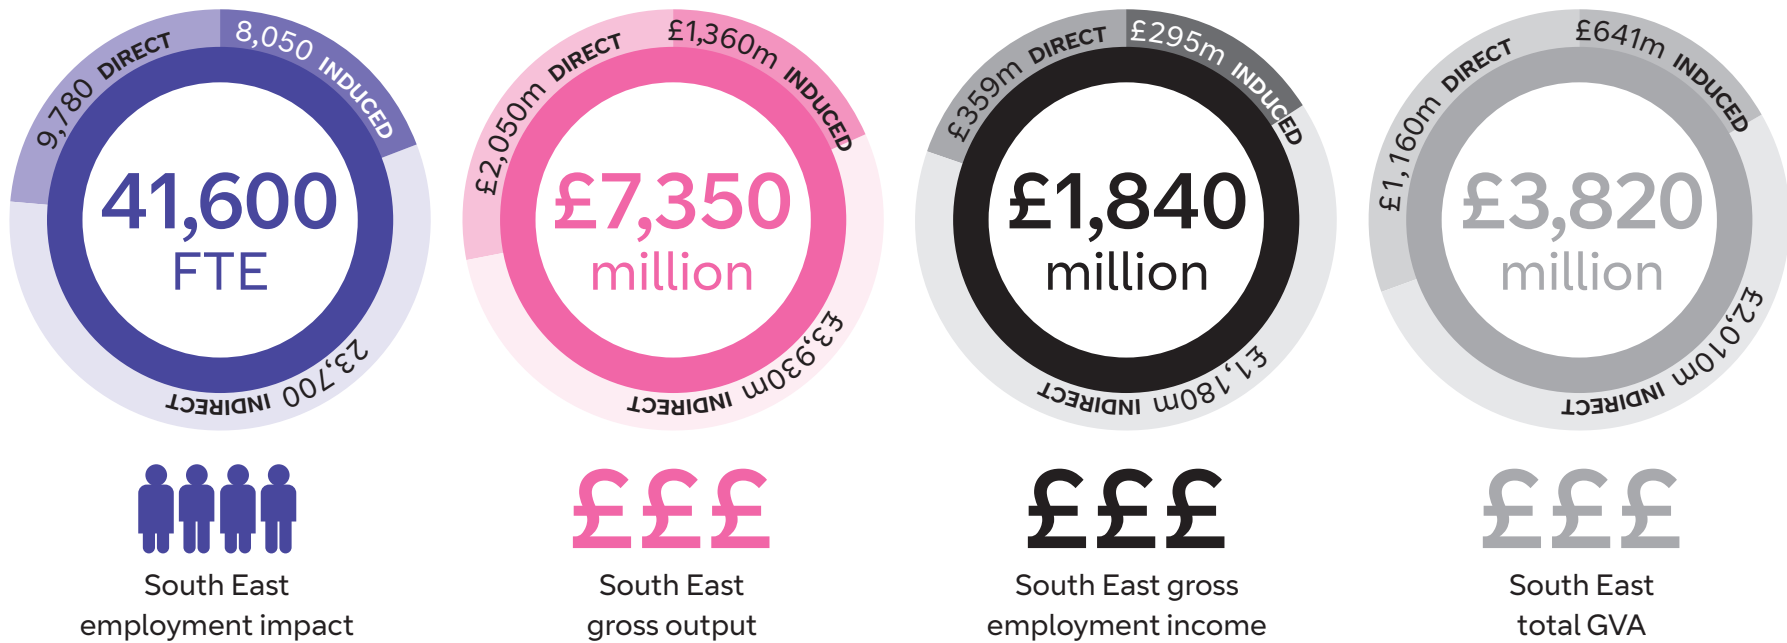 9,780 DIRECT
8,050 INDUCED
41,600
FTE
23,700 INDIRECT
South East
employment impact
£2,050m DIRECT
£1,360m INDUCED
£7,350
million
£3,930m INDIRECT
£££
South East
gross output
£359m DIRECT
£295m INDUCED
£1,840
million
£1,180m INDIRECT
£££
South East gross
employment income
£1,160m DIRECT
£641m INDUCED
£3,820
million
£2,010m INDIRECT
£££
South East
total GVA